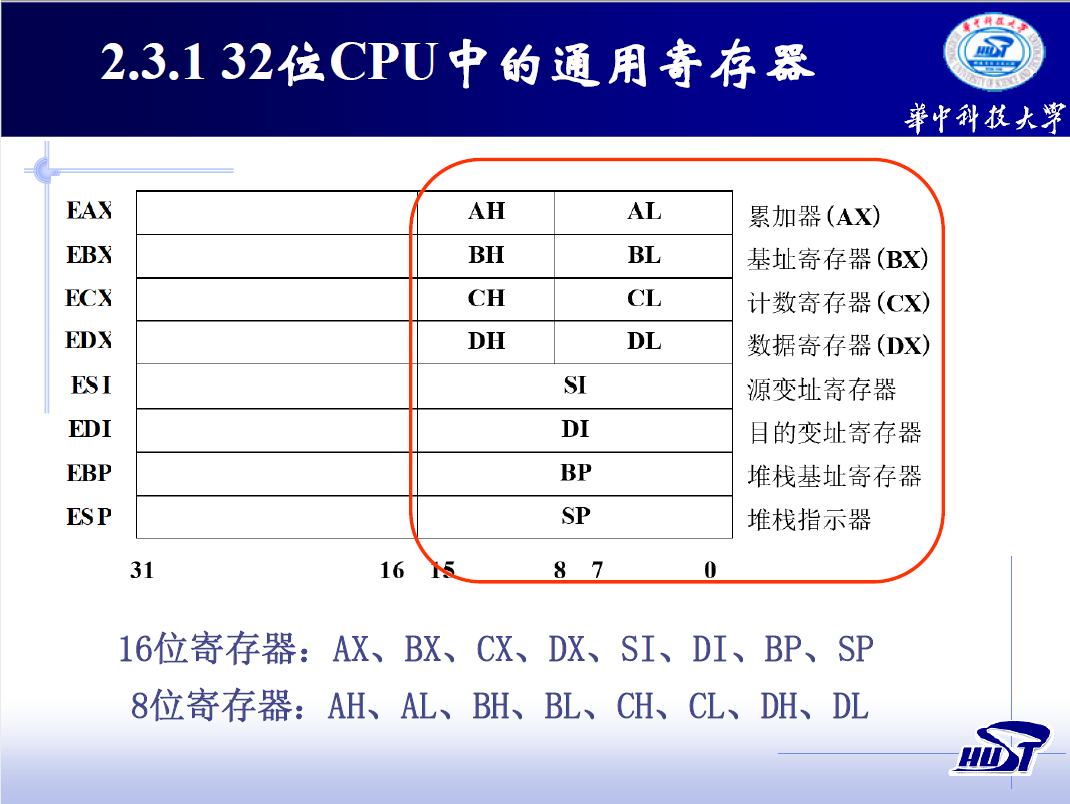 2.3.1 32位CPU中的通用寄存器
HUST
華中科技大學
EAX AH AL 累加器(AX)
EBX BH BL 基址寄存器(BX)
ECX CH CL 计数寄存器(CX)
EDX DH DL 数据寄存器(DX)
ESI SI 源变址寄存器
EDI DI 目的变址寄存器
EBP BP 堆栈基址寄存器
ESP SP 堆栈指示器
31 16 15 8 7 0
16位寄存器：AX、BX、CX、DX、SI、DI、BP、SP
8位寄存器：AH、AL、BH、BL、CH、CL、DH、DL
HUST